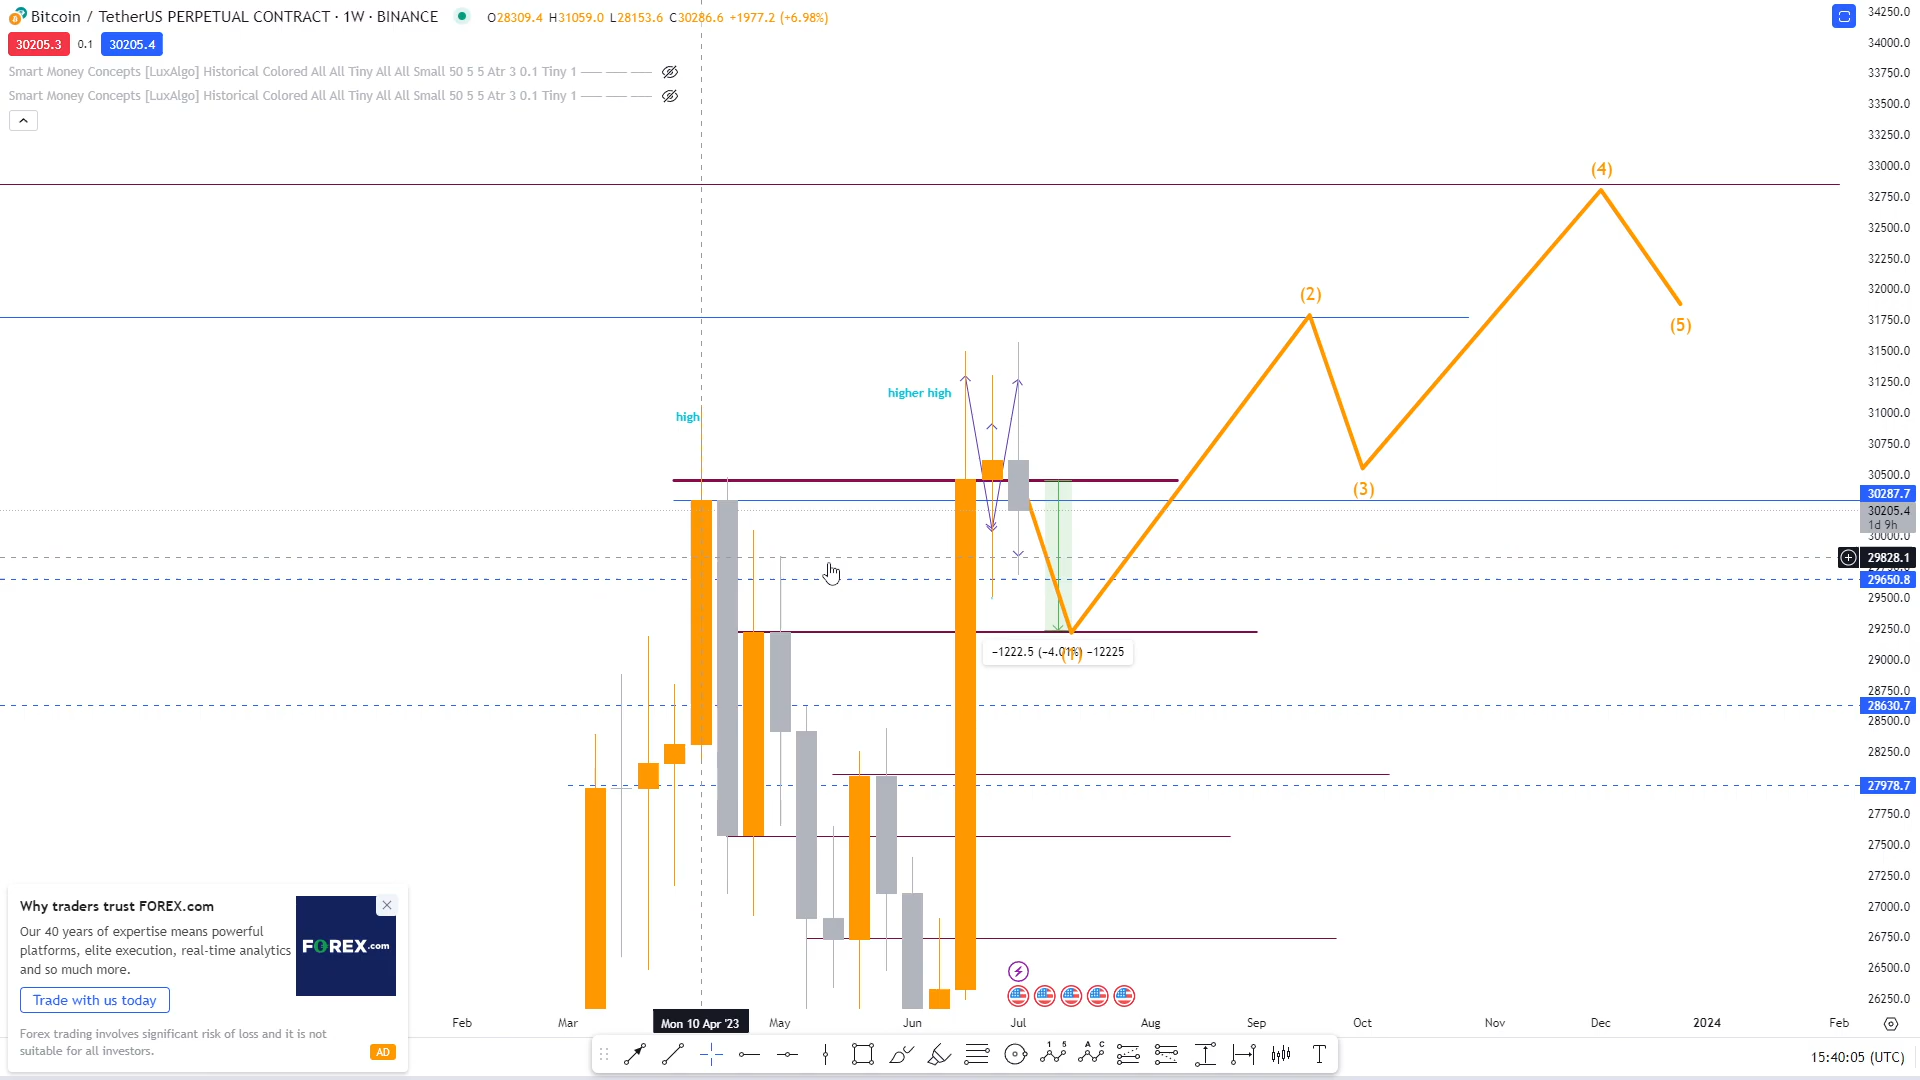 Bitcoin / TetherUS PERPETUAL CONTRACT · 1W · BINANCE O28309.4 H31059.0 L28153.6 C30286.6 +1977.2 (+6.98%)
30205.3 0.1 30205.4
Smart Money Concepts [LuxAlgo] Historical Colored All All Tiny All All Small 50 5 5 Atr 3 0.1 Tiny 1
Smart Money Concepts [LuxAlgo] Historical Colored All All Tiny All All Small 50 5 5 Atr 3 0.1 Tiny 1
34250.0
34000.0
33750.0
33500.0
33250.0
33000.0
32750.0
32500.0
32250.0
32000.0
31750.0
31500.0
31250.0
31000.0
30750.0
30500.0
30287.7
30205.4
1d 9h
30000.0
29828.1
29650.8
29500.0
29250.0
29000.0
28750.0
28630.7
28500.0
28250.0
27978.7
27750.0
27500.0
27250.0
27000.0
26750.0
26500.0
26250.0
(4)
(2)
(5)
higher high
high
(3)
−1222.5 (−4.01%) −12225
(1)
Why traders trust FOREX.com
Our 40 years of expertise means powerful
platforms, elite execution, real-time analytics
and so much more.
FOREX.com
Trade with us today
Forex trading involves significant risk of loss and it is not
suitable for all investors.
AD
Feb Mar Mon 10 Apr '23 May Jun Jul Aug Sep Oct Nov Dec 2024 Feb
1 5
A C
T
15:40:05 (UTC)